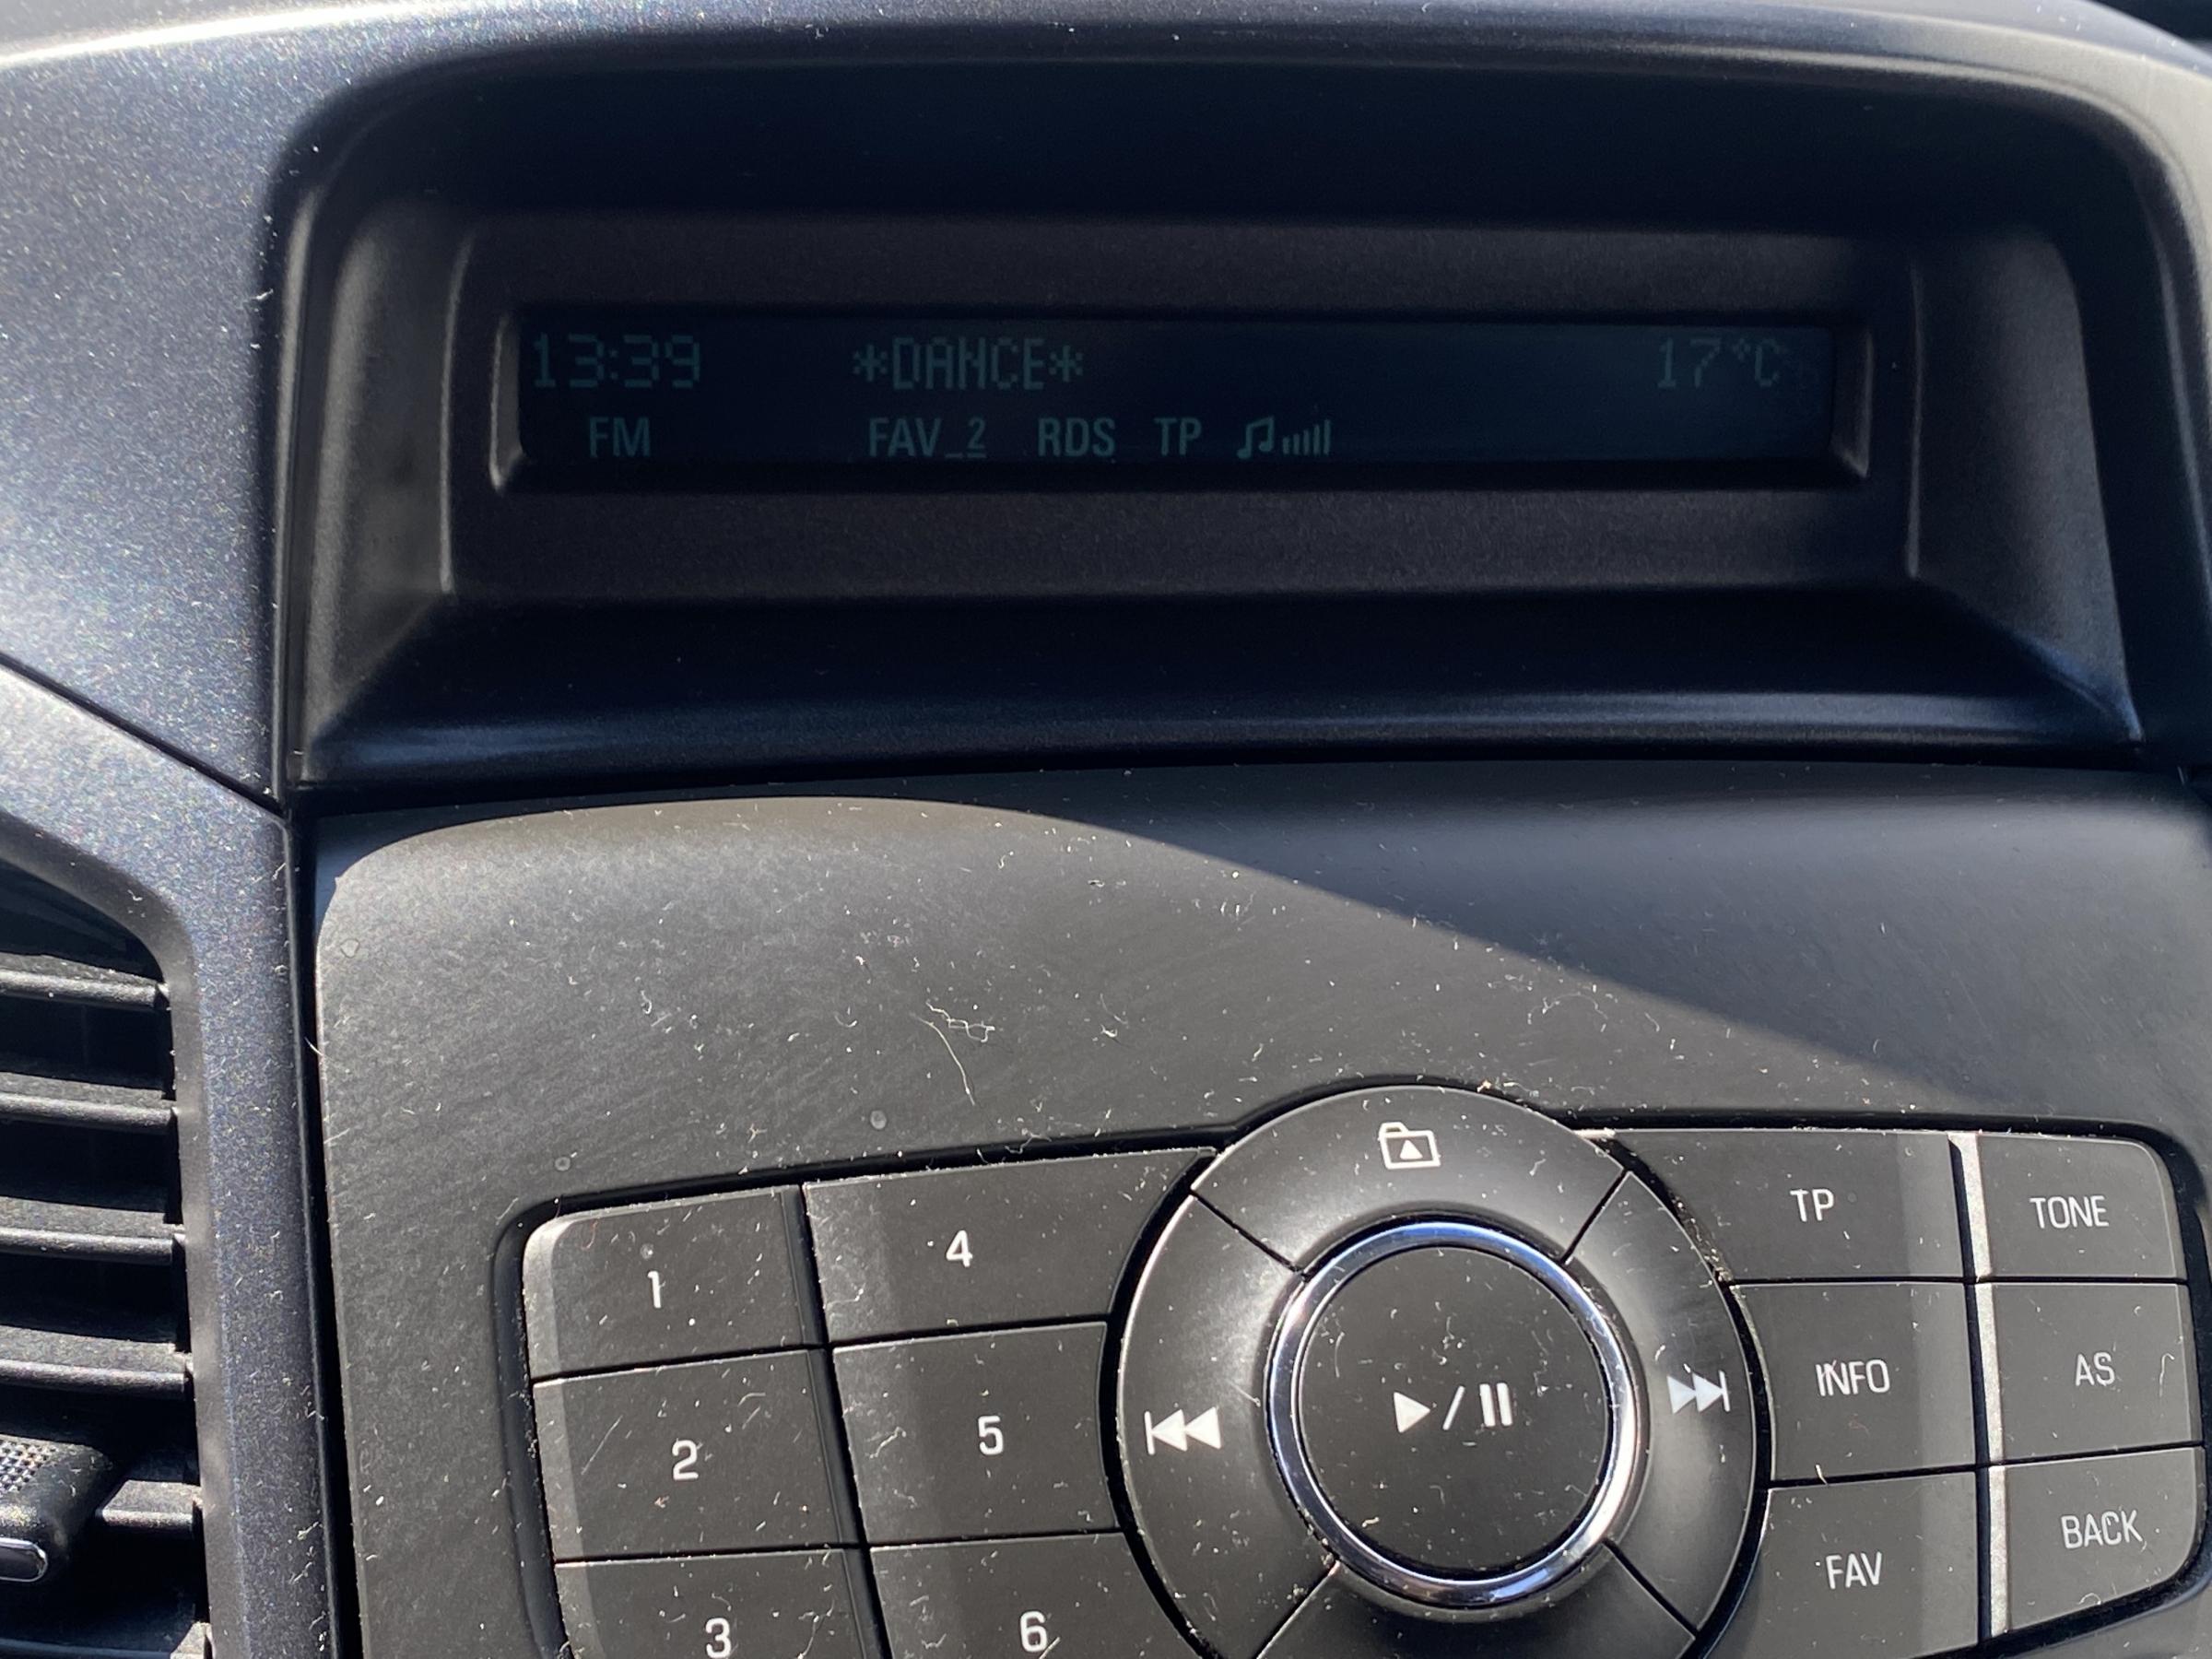 13:39 *DANCE* 17°C
FM FAV_2 RDS TP
1 4 TP TONE
2 5 INFO AS
3 6 FAV BACK